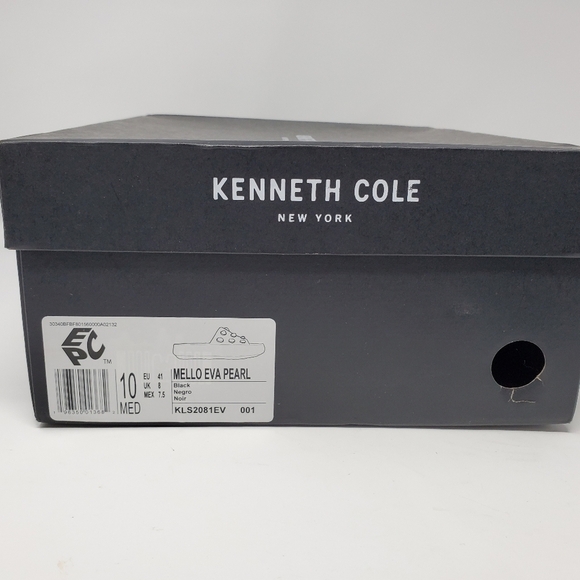 KENNETH COLE
NEW YORK
EPC TM
10 MED
EU 41
UK 8
MEX 7.5
MELLO EVA PEARL
Black
Negro
Noir
KLS2081EV 001